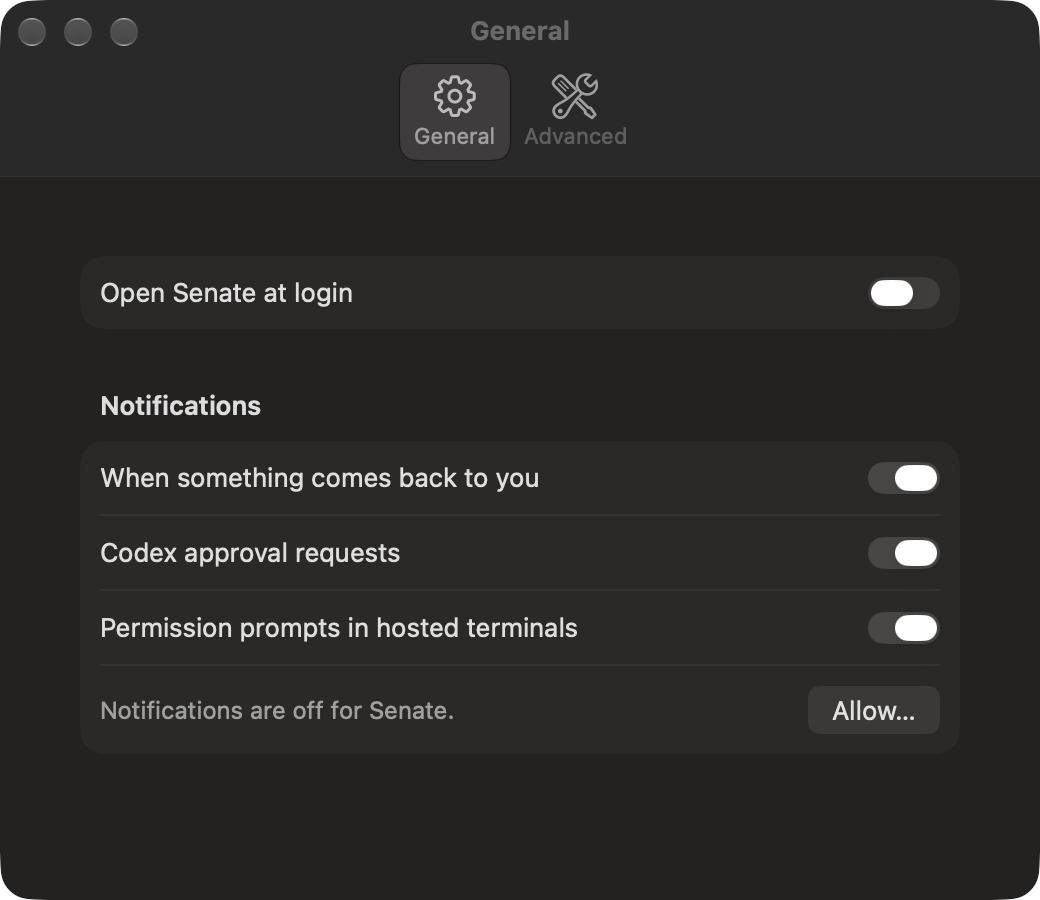 General
General
Advanced
Open Senate at login
Notifications
When something comes back to you
Codex approval requests
Permission prompts in hosted terminals
Notifications are off for Senate.
Allow...